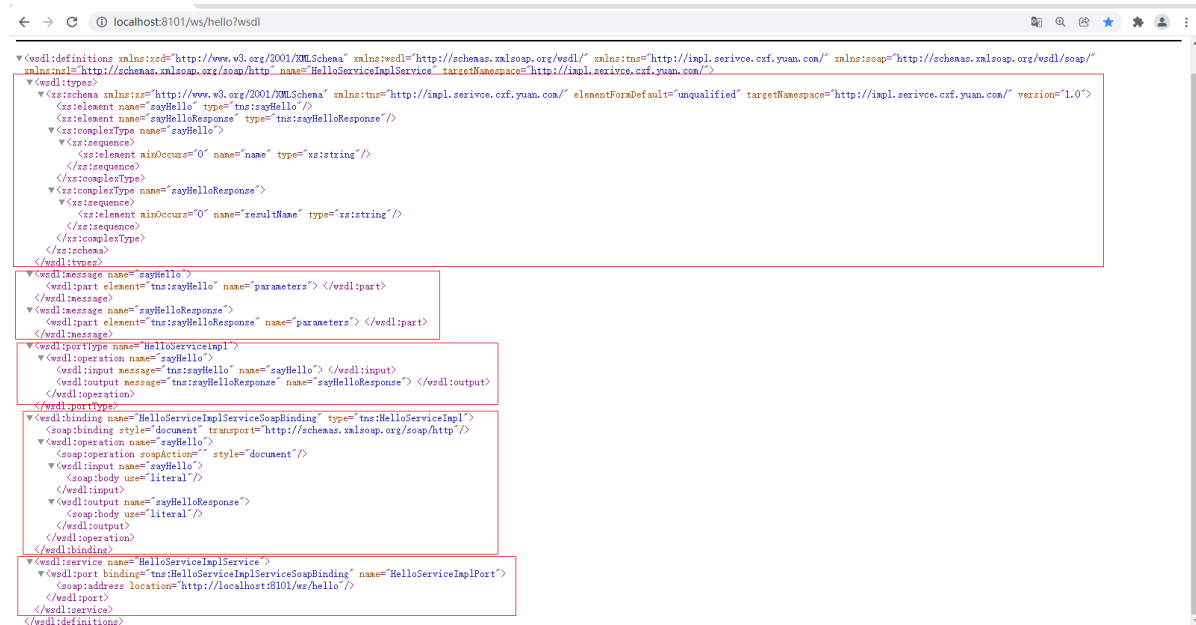 localhost:8101/ws/hello?wsdl
▼<wsdl:definitions xmlns:xsd="http://www.w3.org/2001/XMLSchema" xmlns:wsdl="http://schemas.xmlsoap.org/wsdl/" xmlns:tns="http://impl.serivce.cxf.yuan.com/" xmlns:soap="http://schemas.xmlsoap.org/wsdl/soap/"
xmlns:ns1="http://schemas.xmlsoap.org/soap/http" name="HelloServiceImplService" targetNamespace="http://impl.serivce.cxf.yuan.com/">
▼<wsdl:types>
▼<xs:schema xmlns:xs="http://www.w3.org/2001/XMLSchema" xmlns:tns="http://impl.serivce.cxf.yuan.com/" elementFormDefault="unqualified" targetNamespace="http://impl.serivce.cxf.yuan.com/" version="1.0">
<xs:element name="sayHello" type="tns:sayHello"/>
<xs:element name="sayHelloResponse" type="tns:sayHelloResponse"/>
▼<xs:complexType name="sayHello">
▼<xs:sequence>
<xs:element minOccurs="0" name="name" type="xs:string"/>
</xs:sequence>
</xs:complexType>
▼<xs:complexType name="sayHelloResponse">
▼<xs:sequence>
<xs:element minOccurs="0" name="resultName" type="xs:string"/>
</xs:sequence>
</xs:complexType>
</xs:schema>
</wsdl:types>
▼<wsdl:message name="sayHello">
<wsdl:part element="tns:sayHello" name="parameters"> </wsdl:part>
</wsdl:message>
▼<wsdl:message name="sayHelloResponse">
<wsdl:part element="tns:sayHelloResponse" name="parameters"> </wsdl:part>
</wsdl:message>
▼<wsdl:portType name="HelloServiceImpl">
▼<wsdl:operation name="sayHello">
<wsdl:input message="tns:sayHello" name="sayHello"> </wsdl:input>
<wsdl:output message="tns:sayHelloResponse" name="sayHelloResponse"> </wsdl:output>
</wsdl:operation>
</wsdl:portType>
▼<wsdl:binding name="HelloServiceImplServiceSoapBinding" type="tns:HelloServiceImpl">
<soap:binding style="document" transport="http://schemas.xmlsoap.org/soap/http"/>
▼<wsdl:operation name="sayHello">
<soap:operation soapAction="" style="document"/>
▼<wsdl:input name="sayHello">
<soap:body use="literal"/>
</wsdl:input>
▼<wsdl:output name="sayHelloResponse">
<soap:body use="literal"/>
</wsdl:output>
</wsdl:operation>
</wsdl:binding>
▼<wsdl:service name="HelloServiceImplService">
▼<wsdl:port binding="tns:HelloServiceImplServiceSoapBinding" name="HelloServiceImplPort">
<soap:address location="http://localhost:8101/ws/hello"/>
</wsdl:port>
</wsdl:service>
</wsdl:definitions>